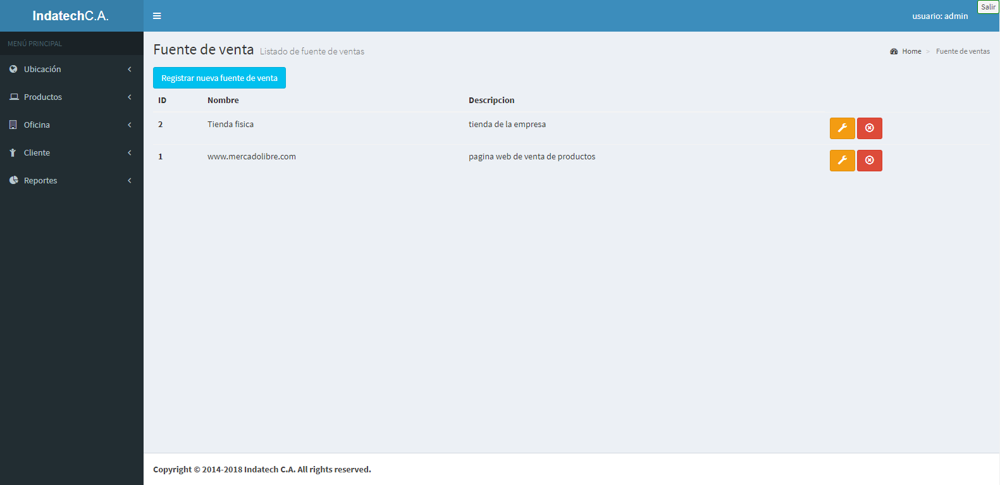 IndatechC.A.
usuario: admin
Salir
MENÚ PRINCIPAL
Ubicación
Productos
Oficina
Cliente
Reportes
Fuente de venta Listado de fuente de ventas
Home > Fuente de ventas
Registrar nueva fuente de venta
ID Nombre Descripcion
2 Tienda fisica tienda de la empresa
1 www.mercadolibre.com pagina web de venta de productos
Copyright © 2014-2018 Indatech C.A. All rights reserved.